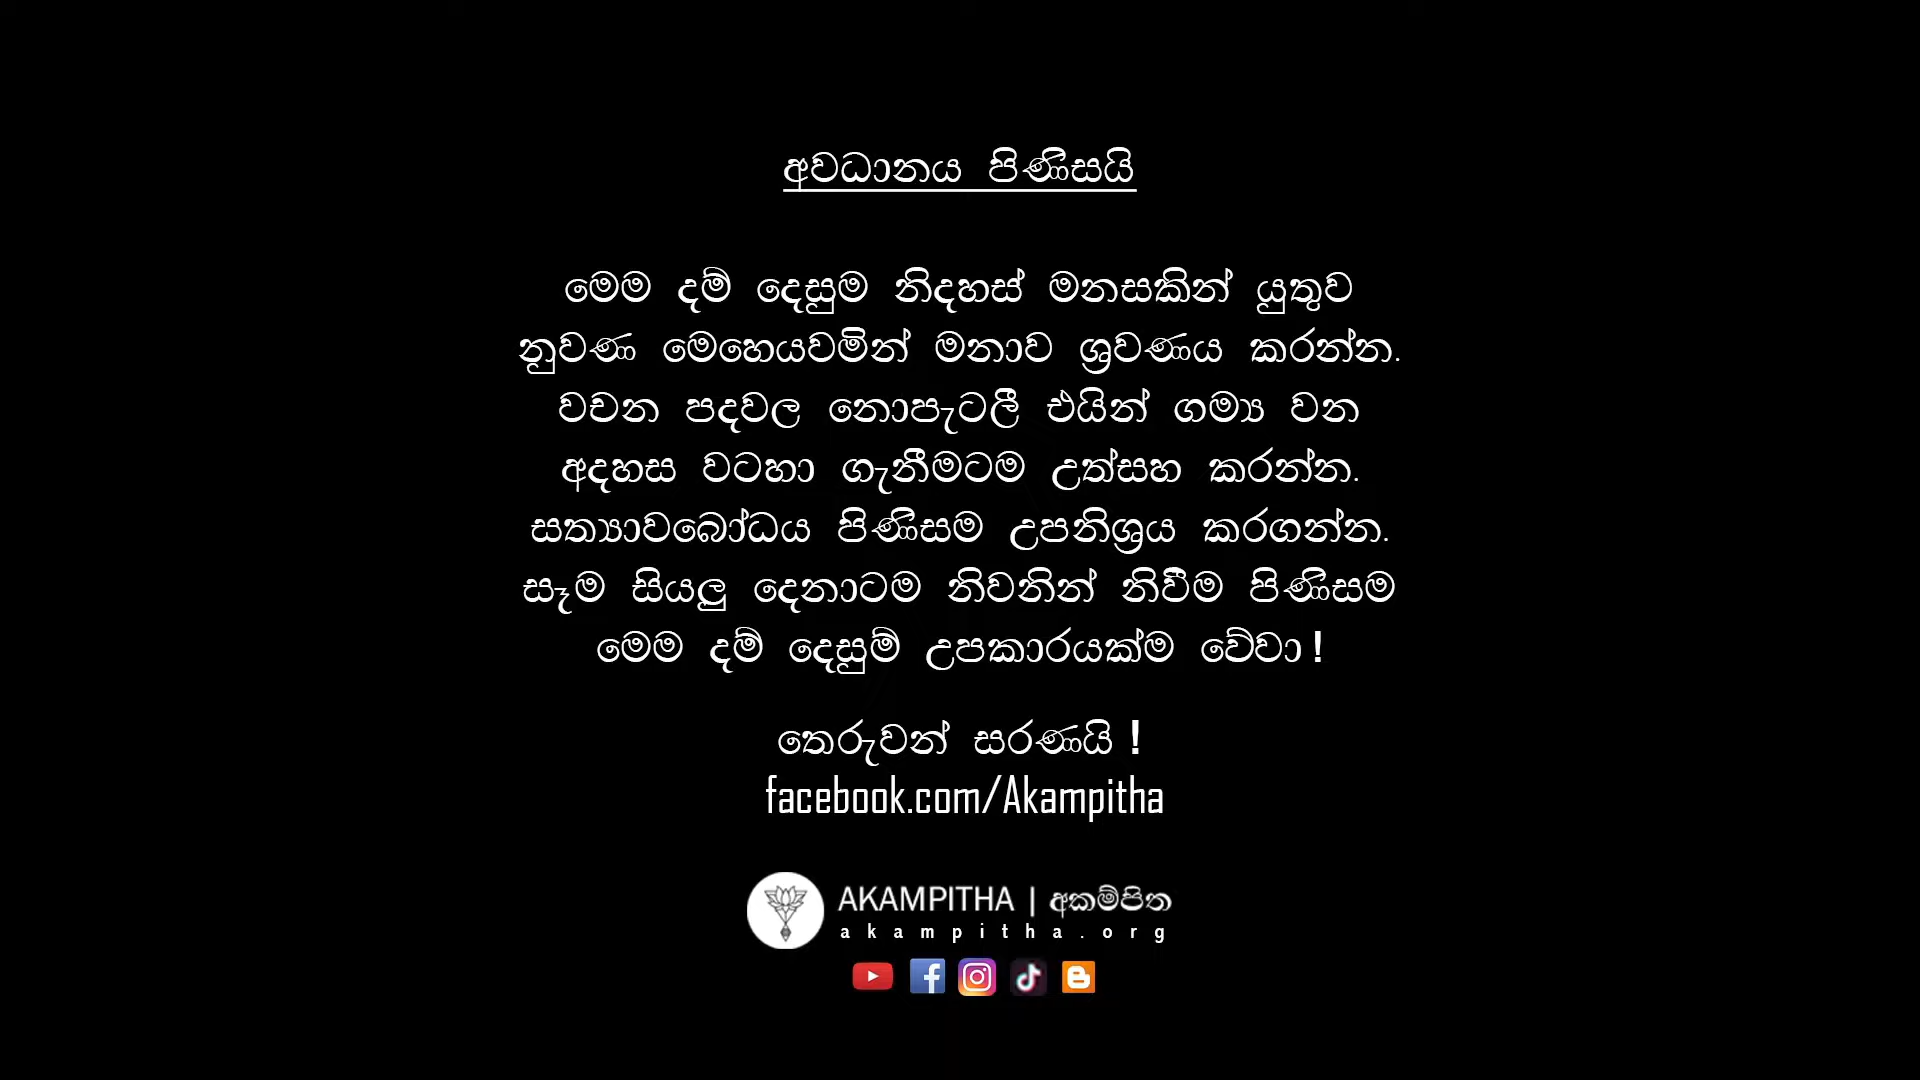 අවධානය පිණිසයි
මෙම දම් දෙසුම නිදහස් මනසකින් යුතුව
නුවණ මෙහෙයවමින් මනාව ශ්‍රවණය කරන්න.
වචන පදවල නොපැටලී එයින් ගම්‍ය වන
අදහස වටහා ගැනීමටම උත්සහ කරන්න.
සත්‍යාවබෝධය පිණිසම උපනිශ්‍රය කරගන්න.
සෑම සියලු දෙනාටම නිවනින් නිවීම පිණිසම
මෙම දම් දෙසුම් උපකාරයක්ම වේවා!
තෙරුවන් සරණයි!
facebook.com/Akampitha
AKAMPITHA | අකම්පිත
akampitha.org